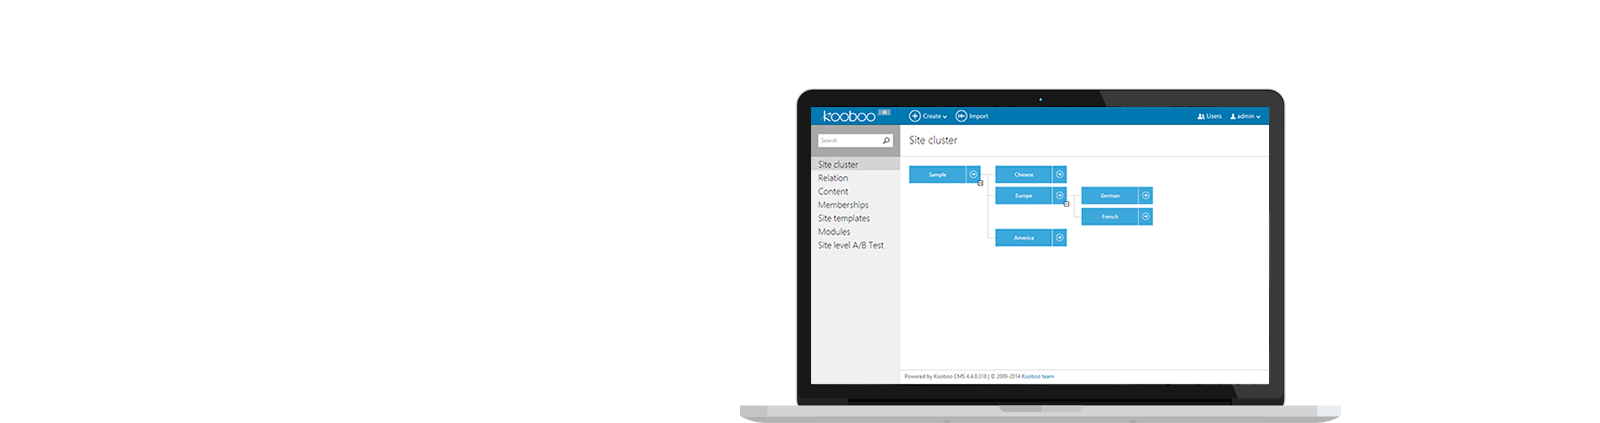 kooboo Create Import Users admin
Search
Site cluster
Site cluster
Relation
Content
Memberships
Site templates
Modules
Site level A/B Test
Sample Chinese
Europe German
French
America
Powered by Kooboo CMS 4.4.0.318 | © 2009-2014 Kooboo team